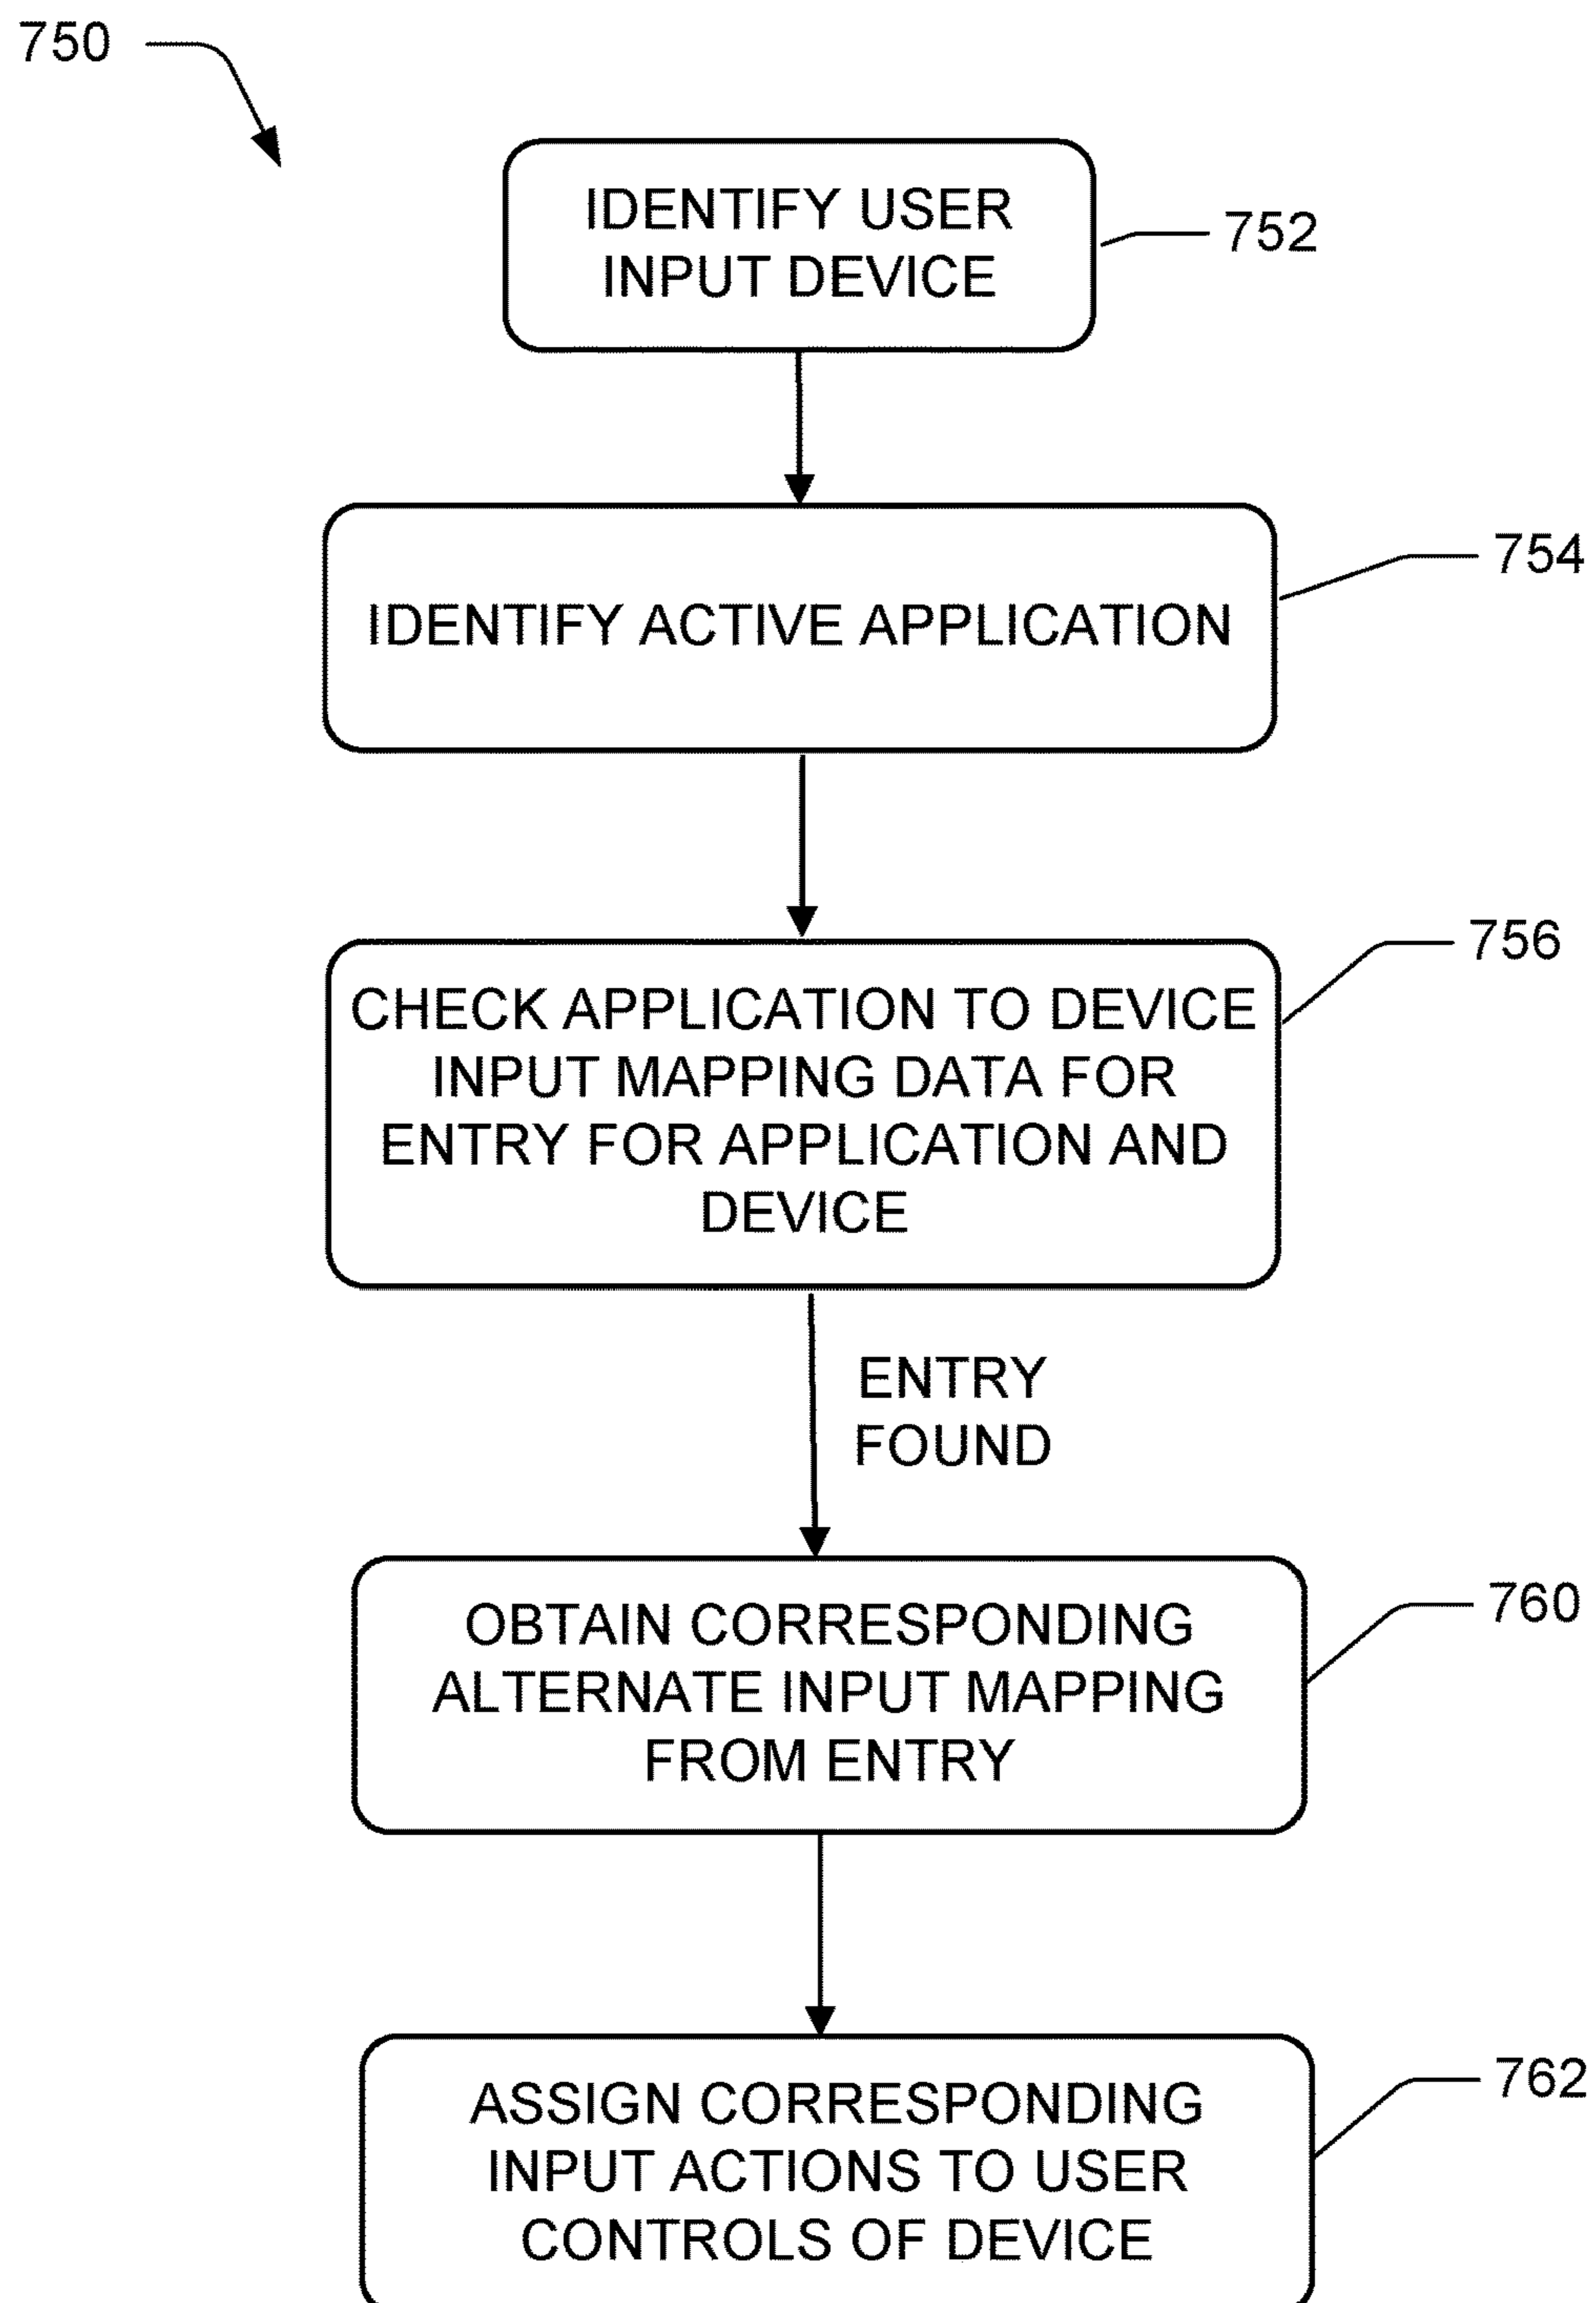 750
IDENTIFY USER
INPUT DEVICE
752
IDENTIFY ACTIVE APPLICATION
754
CHECK APPLICATION TO DEVICE
INPUT MAPPING DATA FOR
ENTRY FOR APPLICATION AND
DEVICE
756
ENTRY
FOUND
OBTAIN CORRESPONDING
ALTERNATE INPUT MAPPING
FROM ENTRY
760
ASSIGN CORRESPONDING
INPUT ACTIONS TO USER
CONTROLS OF DEVICE
762